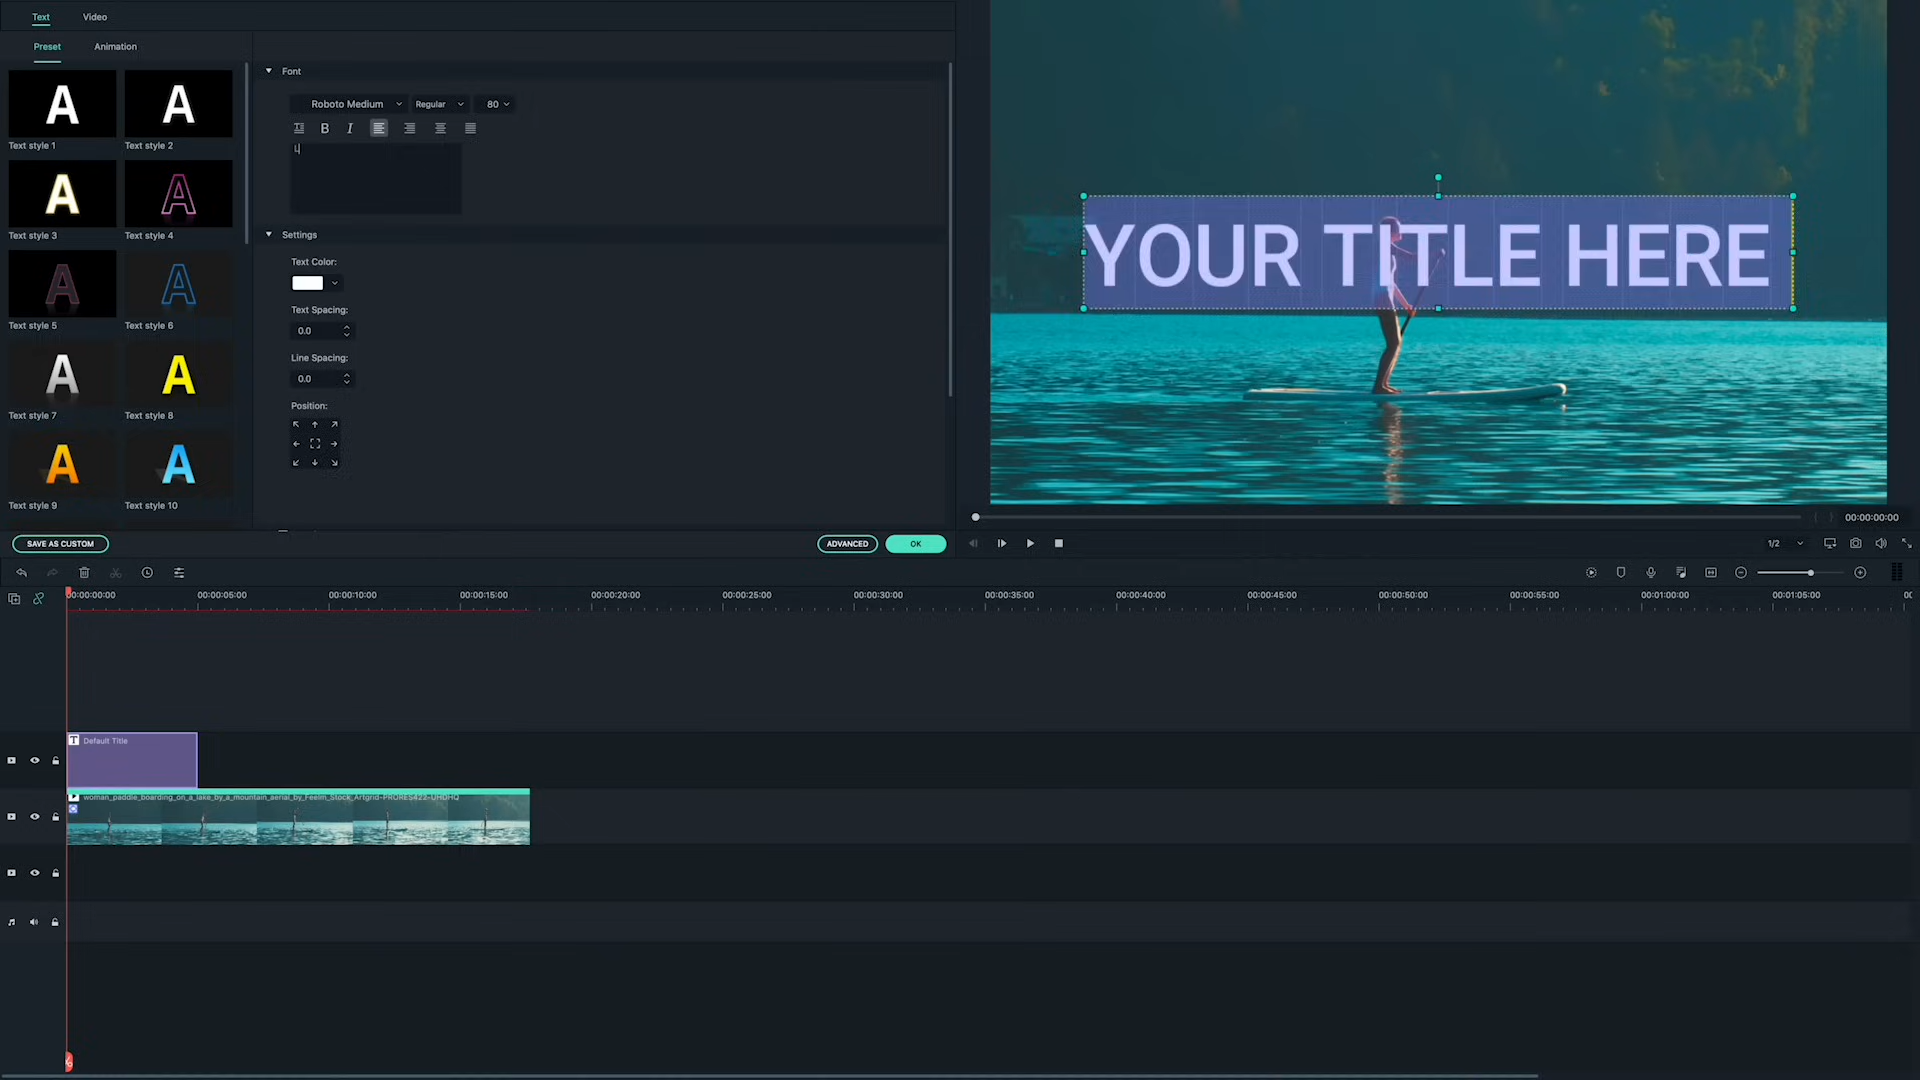 Text Video
Preset Animation
A A
Text style 1 Text style 2
A A
Text style 3 Text style 4
A A
Text style 5 Text style 6
A A
Text style 7 Text style 8
A A
Text style 9 Text style 10
Font
Roboto Medium Regular 80
B I
L
Settings
Text Color:
Text Spacing:
0.0
Line Spacing:
0.0
Position:
YOUR TITLE HERE
00:00:00:00
SAVE AS CUSTOM ADVANCED OK
1/2
00:00:00:00 00:00:05:00 00:00:10:00 00:00:15:00 00:00:20:00 00:00:25:00 00:00:30:00 00:00:35:00 00:00:40:00 00:00:45:00 00:00:50:00 00:00:55:00 00:01:00:00 00:01:05:00
T Default Title
woman_paddle_boarding_on_a_lake_by_a_mountain_aerial_by_Feelm_Stock_Artgrid-PRORES422-UHDHQ